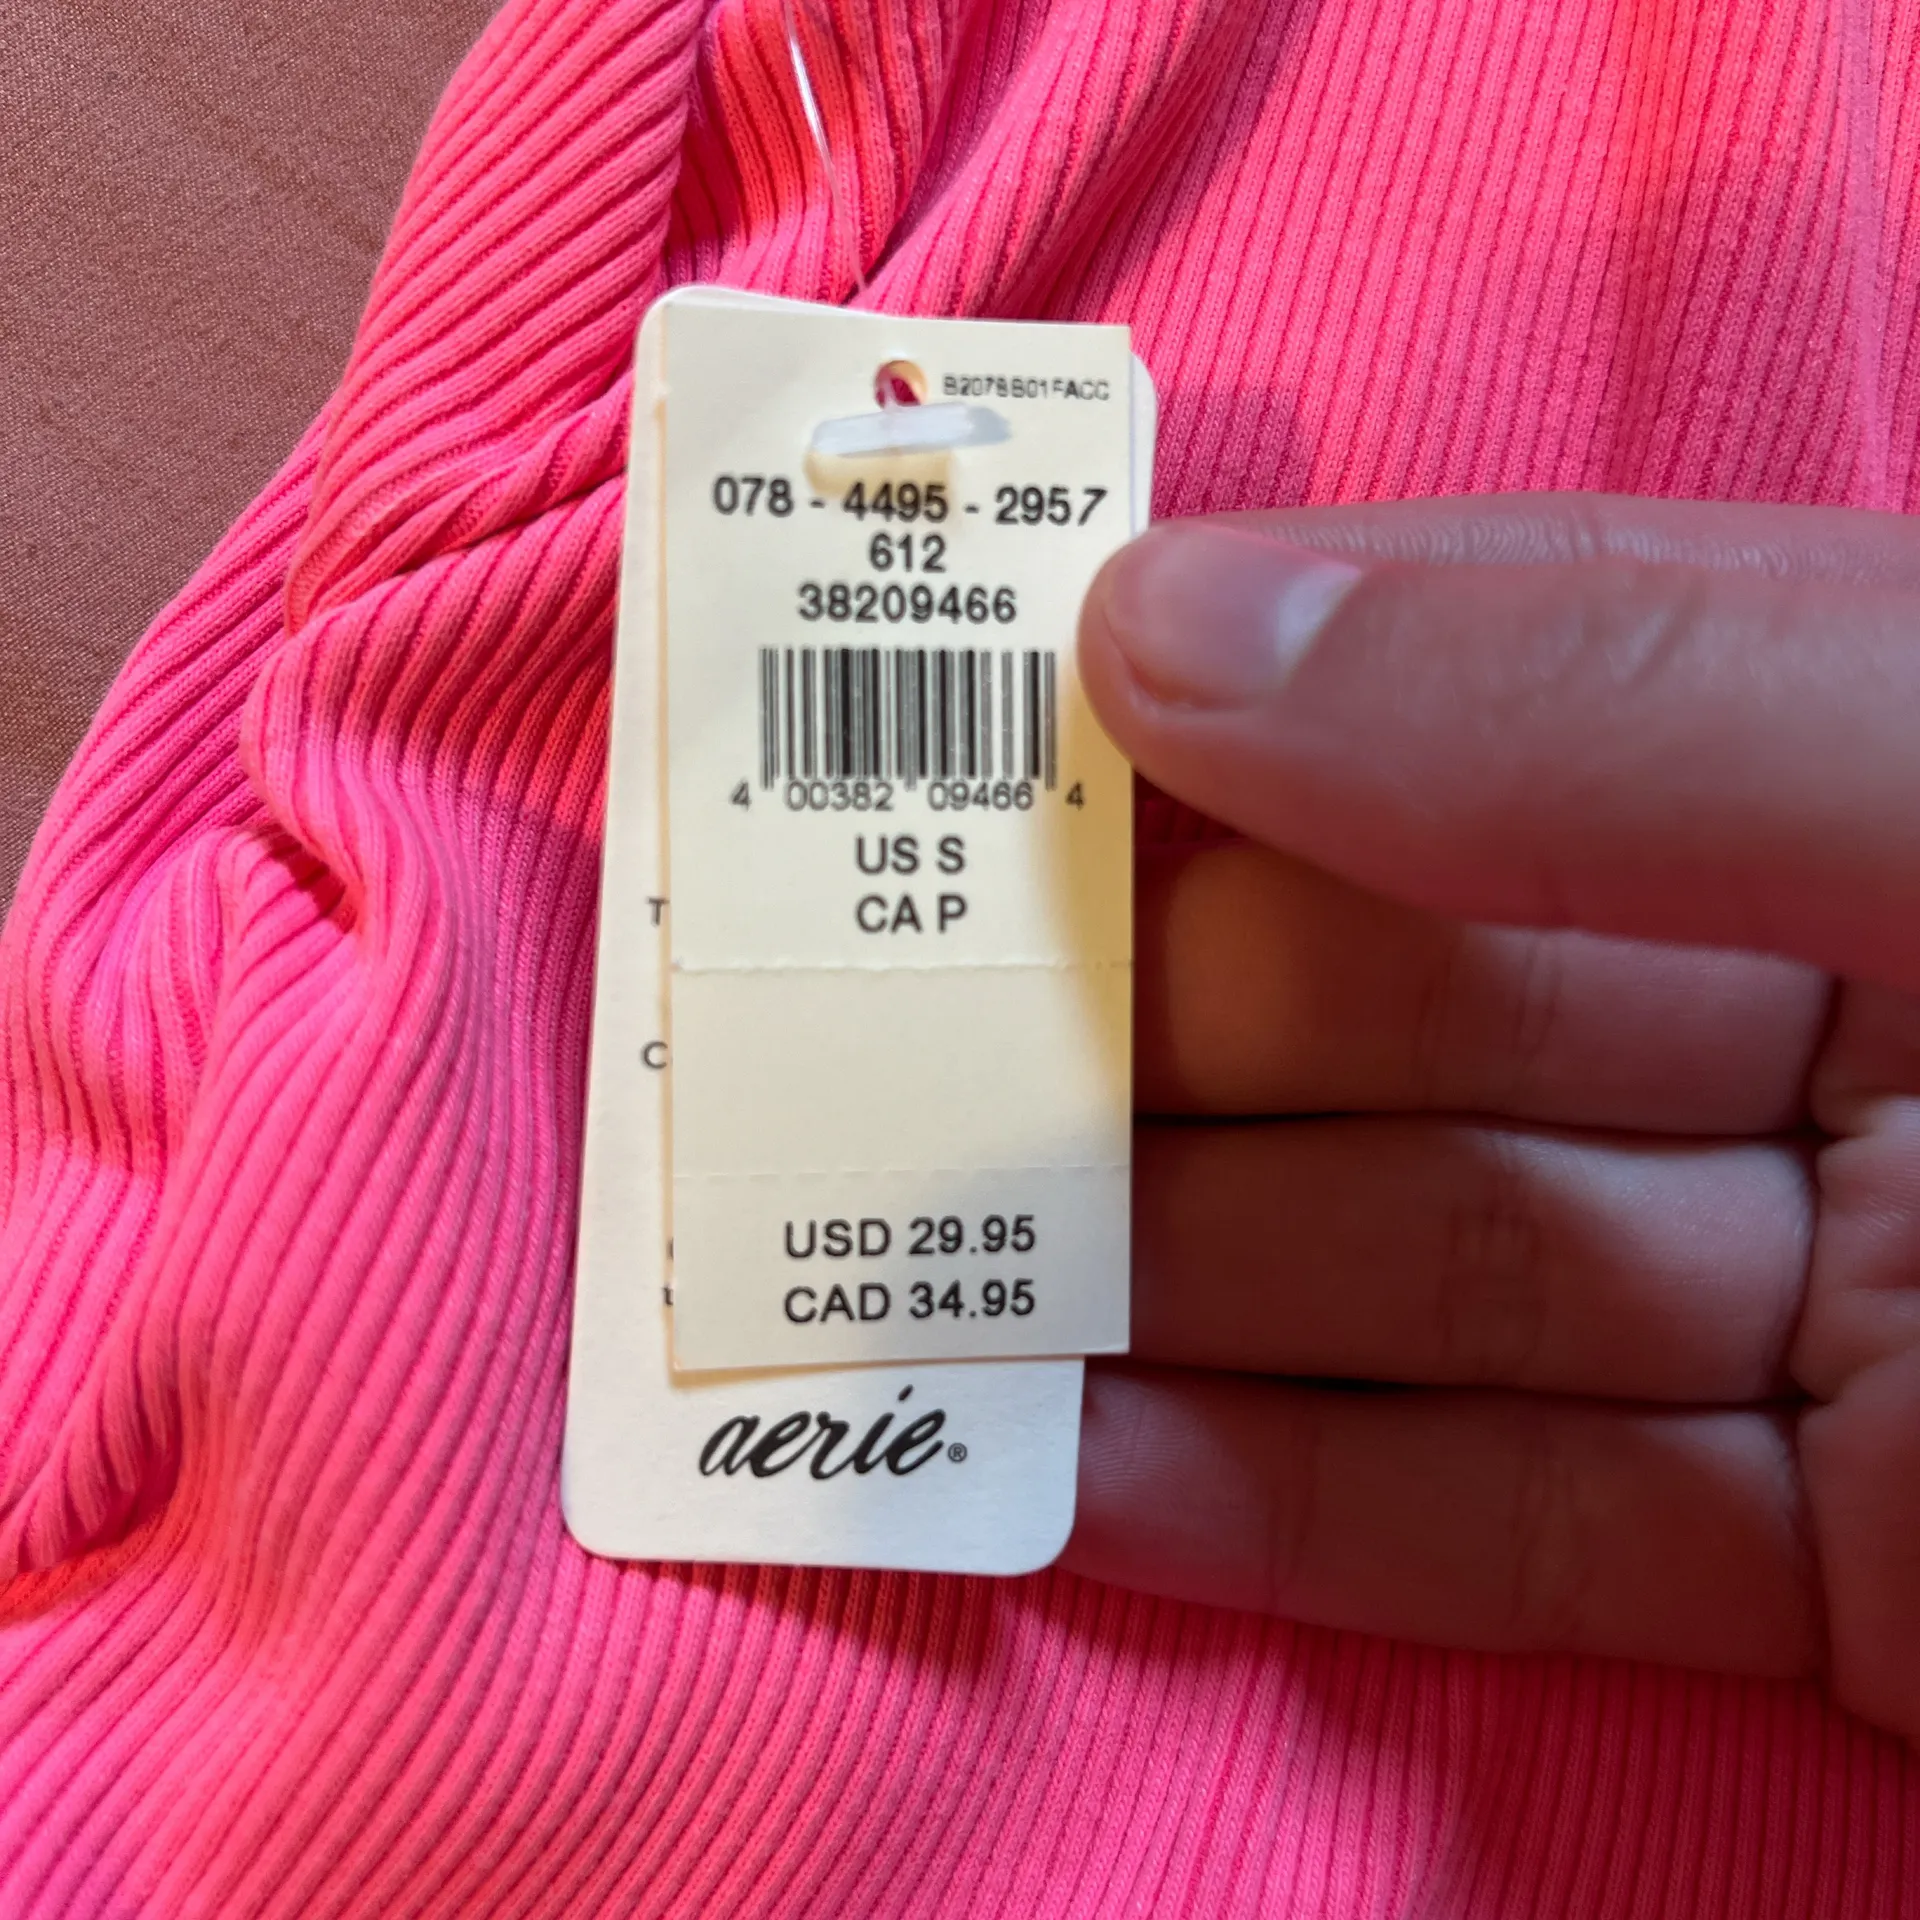 B2078B01FACC
078 - 4495 - 2957
612
38209466
4 00382 09466 4
US S
CA P
T
C
USD 29.95
CAD 34.95
aerie®